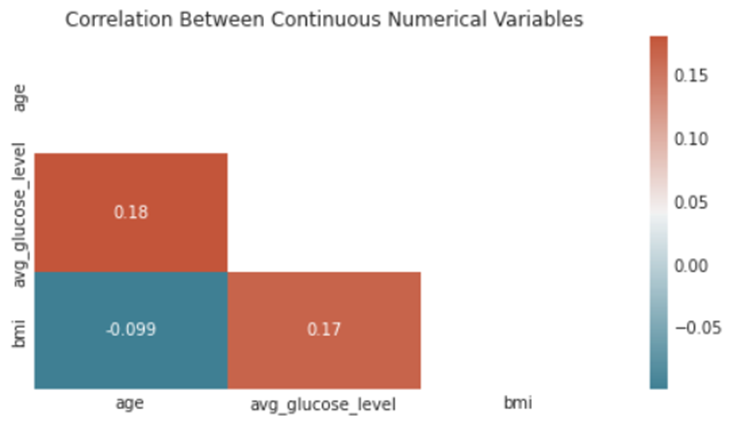 Correlation Between Continuous Numerical Variables
age
avg_glucose_level
bmi
0.18
-0.099
0.17
age
avg_glucose_level
bmi
0.15
0.10
0.05
0.00
−0.05